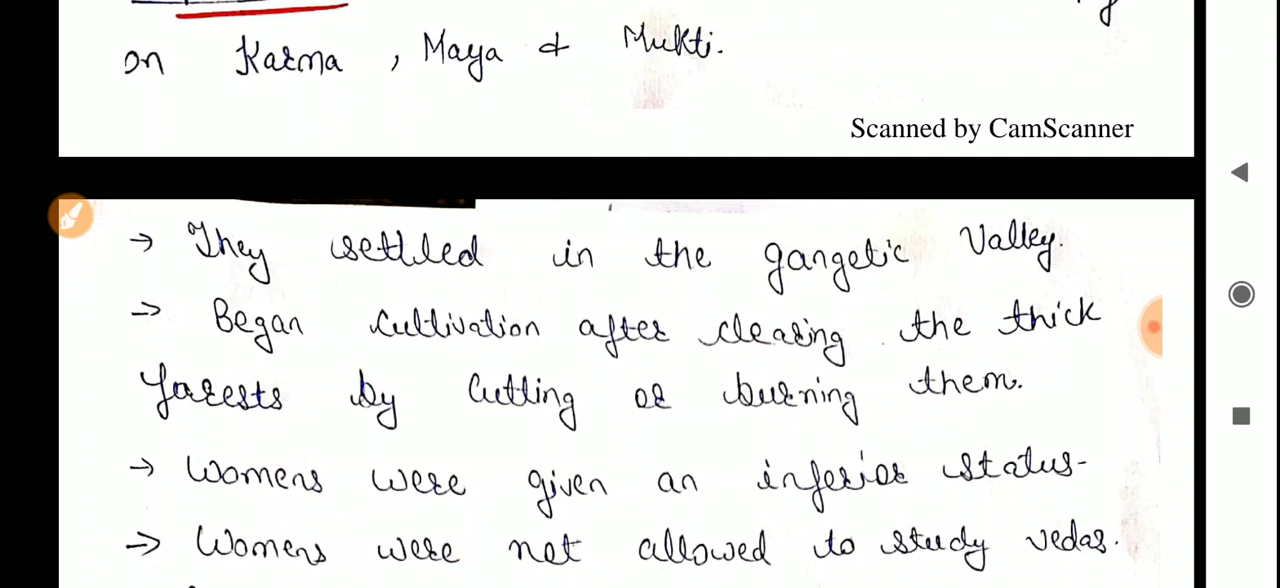 on Karma , Maya & Mukti.
Scanned by CamScanner
→ They settled in the gangetic Valley.
→ Began Cultivation after clearing the thick
forests by Cutting or burning them.
→ Womens were given an inferior status-
→ Womens were not allowed to study vedas.